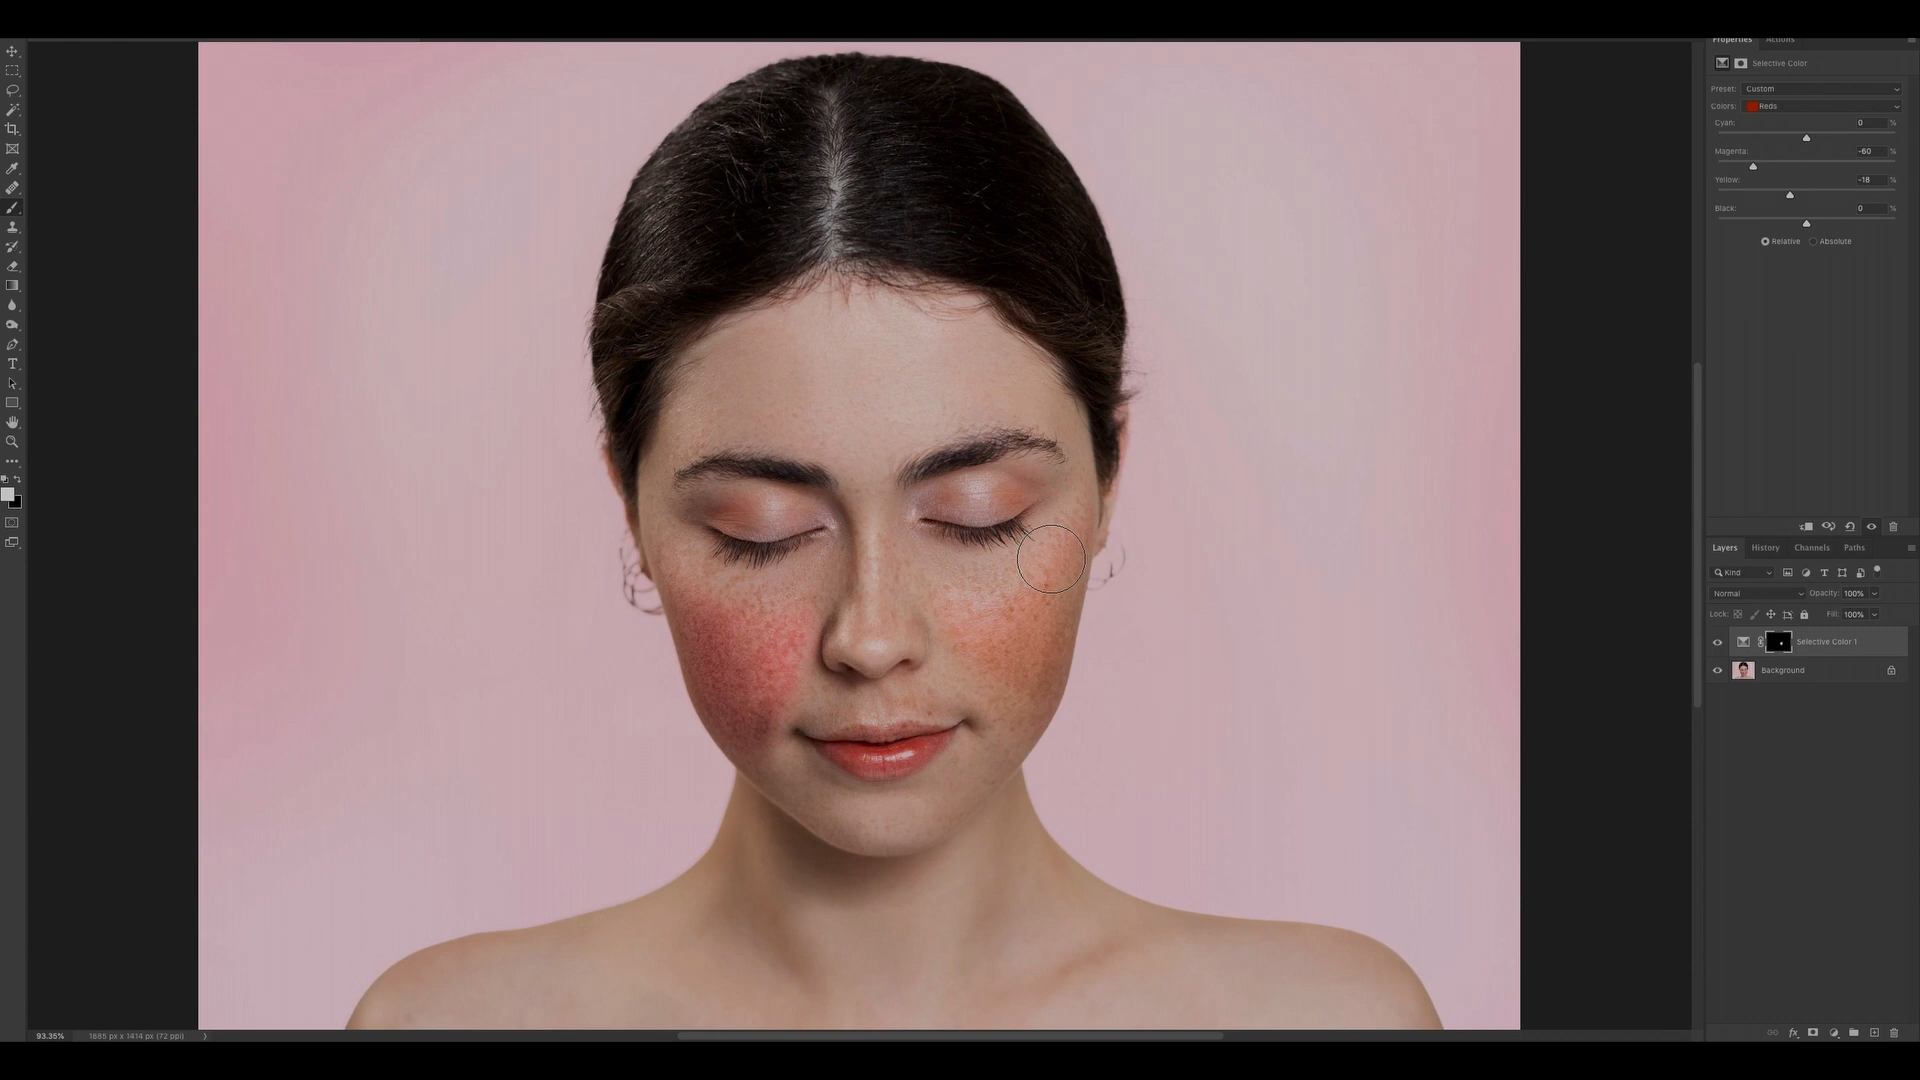 Properties Actions
Selective Color
Preset: Custom
Colors: Reds
Cyan: 0 %
Magenta: -60 %
Yellow: -18 %
Black: 0 %
Relative Absolute
Layers History Channels Paths
Kind
Normal Opacity: 100%
Lock: Fill: 100%
Selective Color 1
Background
93.35% 1885 px x 1414 px (72 ppi)